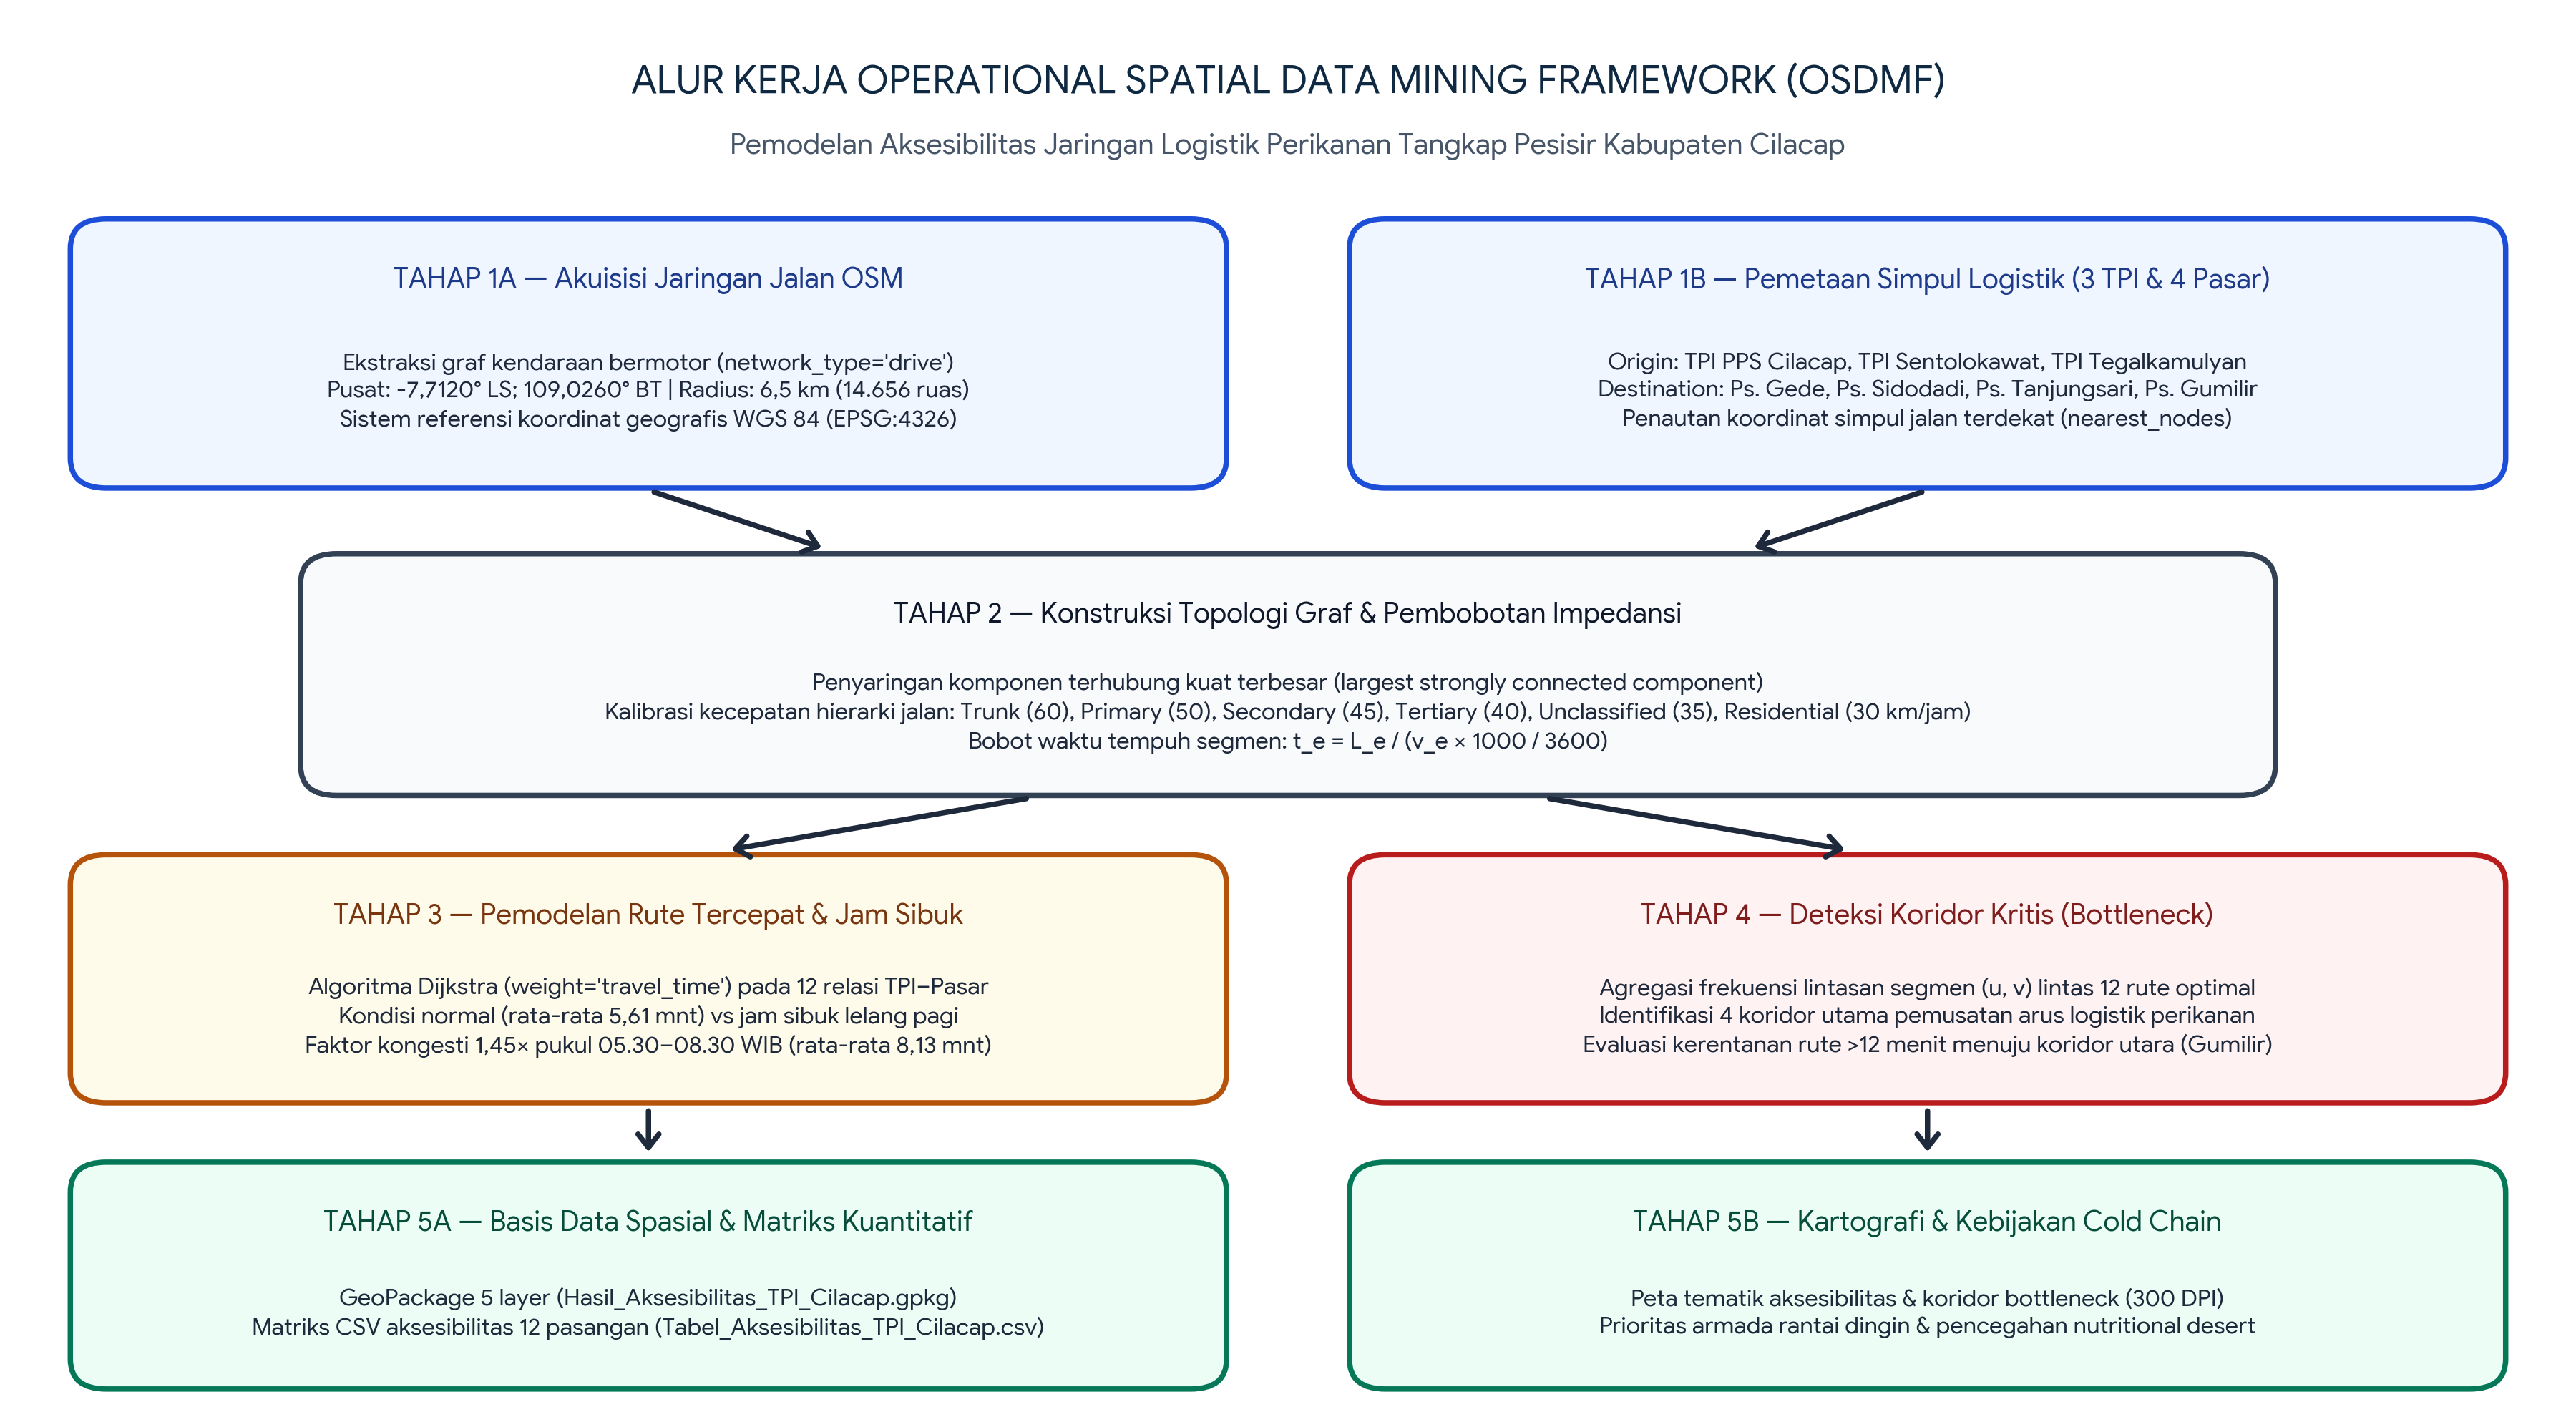 ALUR KERJA OPERATIONAL SPATIAL DATA MINING FRAMEWORK (OSDMF)
Pemodelan Aksesibilitas Jaringan Logistik Perikanan Tangkap Pesisir Kabupaten Cilacap
TAHAP 1A — Akuisisi Jaringan Jalan OSM
Ekstraksi graf kendaraan bermotor (network_type='drive')
Pusat: -7,7120° LS; 109,0260° BT | Radius: 6,5 km (14.656 ruas)
Sistem referensi koordinat geografis WGS 84 (EPSG:4326)
TAHAP 1B — Pemetaan Simpul Logistik (3 TPI & 4 Pasar)
Origin: TPI PPS Cilacap, TPI Sentolokawat, TPI Tegalkamulyan
Destination: Ps. Gede, Ps. Sidodadi, Ps. Tanjungsari, Ps. Gumilir
Penautan koordinat simpul jalan terdekat (nearest_nodes)
TAHAP 2 — Konstruksi Topologi Graf & Pembobotan Impedansi
Penyaringan komponen terhubung kuat terbesar (largest strongly connected component)
Kalibrasi kecepatan hierarki jalan: Trunk (60), Primary (50), Secondary (45), Tertiary (40), Unclassified (35), Residential (30 km/jam)
Bobot waktu tempuh segmen: t_e = L_e / (v_e × 1000 / 3600)
TAHAP 3 — Pemodelan Rute Tercepat & Jam Sibuk
Algoritma Dijkstra (weight='travel_time') pada 12 relasi TPI–Pasar
Kondisi normal (rata-rata 5,61 mnt) vs jam sibuk lelang pagi
Faktor kongesti 1,45× pukul 05.30–08.30 WIB (rata-rata 8,13 mnt)
TAHAP 4 — Deteksi Koridor Kritis (Bottleneck)
Agregasi frekuensi lintasan segmen (u, v) lintas 12 rute optimal
Identifikasi 4 koridor utama pemusatan arus logistik perikanan
Evaluasi kerentanan rute >12 menit menuju koridor utara (Gumilir)
TAHAP 5A — Basis Data Spasial & Matriks Kuantitatif
GeoPackage 5 layer (Hasil_Aksesibilitas_TPI_Cilacap.gpkg)
Matriks CSV aksesibilitas 12 pasangan (Tabel_Aksesibilitas_TPI_Cilacap.csv)
TAHAP 5B — Kartografi & Kebijakan Cold Chain
Peta tematik aksesibilitas & koridor bottleneck (300 DPI)
Prioritas armada rantai dingin & pencegahan nutritional desert